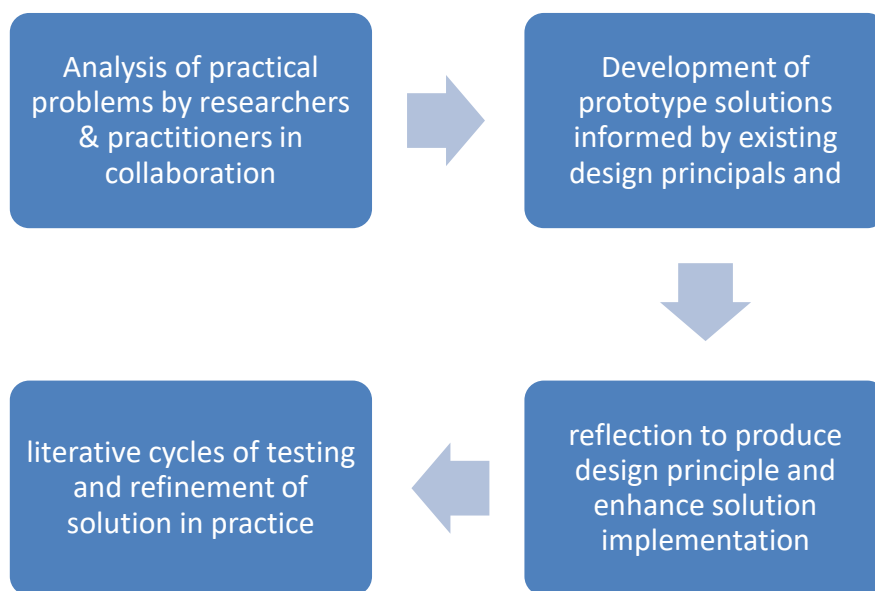 Analysis of practical
problems by researchers
& practitioners in
collaboration
Development of
prototype solutions
informed by existing
design principals and
reflection to produce
design principle and
enhance solution
implementation
literative cycles of testing
and refinement of
solution in practice